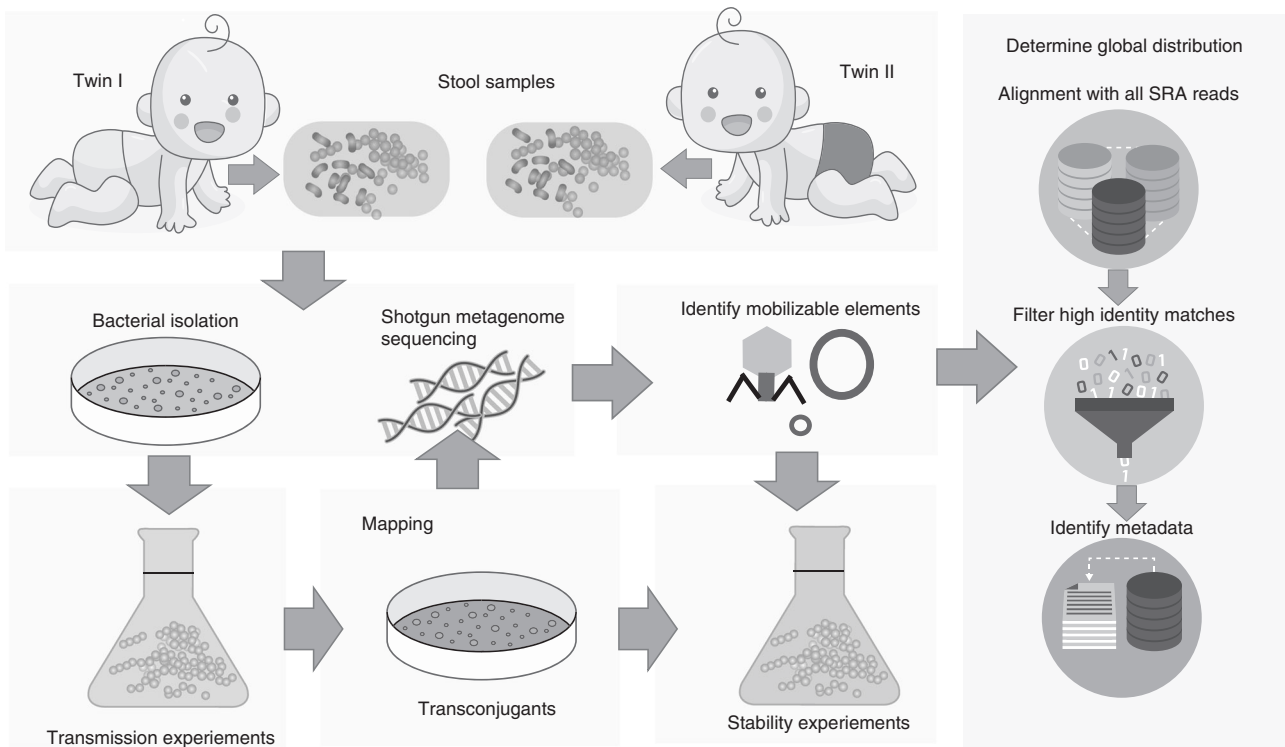 Twin I
Stool samples
Twin II
Bacterial isolation
Shotgun metagenome
sequencing
Identify mobilizable elements
Mapping
Transmission experiements
Transconjugants
Stability experiements
Determine global distribution
Alignment with all SRA reads
Filter high identity matches
Identify metadata